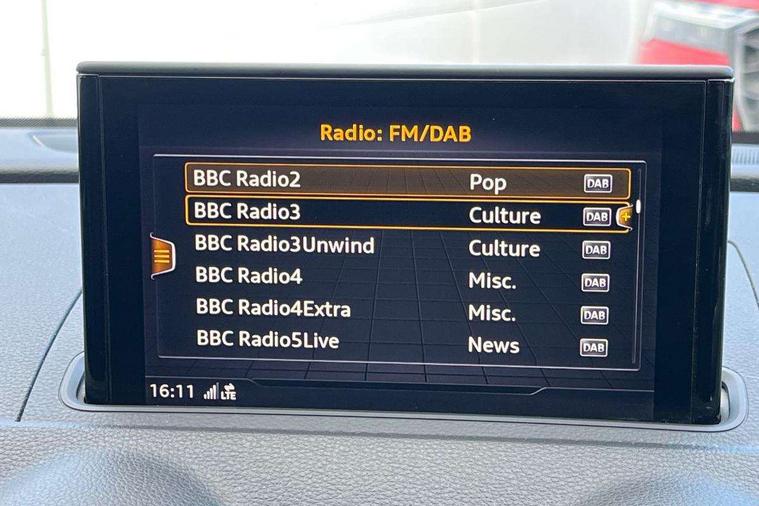 Radio: FM/DAB
BBC Radio2 Pop DAB
BBC Radio3 Culture DAB +
BBC Radio3Unwind Culture DAB
BBC Radio4 Misc. DAB
BBC Radio4Extra Misc. DAB
BBC Radio5Live News DAB
16:11 LTE